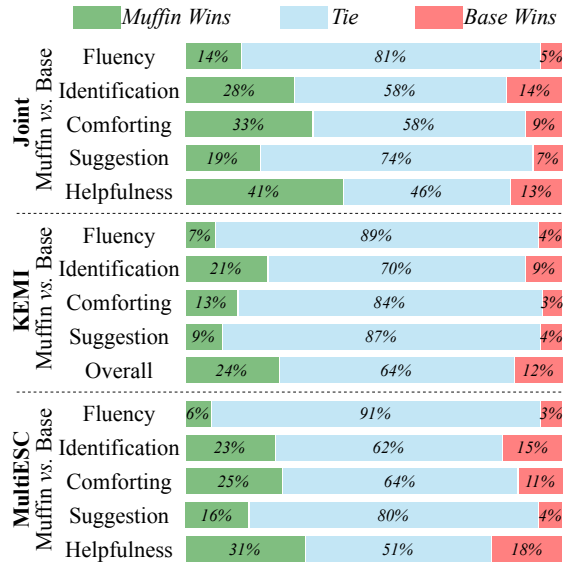 Muffin Wins Tie Base Wins
Joint
Muffin vs. Base
Fluency 14% 81% 5%
Identification 28% 58% 14%
Comforting 33% 58% 9%
Suggestion 19% 74% 7%
Helpfulness 41% 46% 13%
KEMI
Muffin vs. Base
Fluency 7% 89% 4%
Identification 21% 70% 9%
Comforting 13% 84% 3%
Suggestion 9% 87% 4%
Overall 24% 64% 12%
MultiESC
Muffin vs. Base
Fluency 6% 91% 3%
Identification 23% 62% 15%
Comforting 25% 64% 11%
Suggestion 16% 80% 4%
Helpfulness 31% 51% 18%